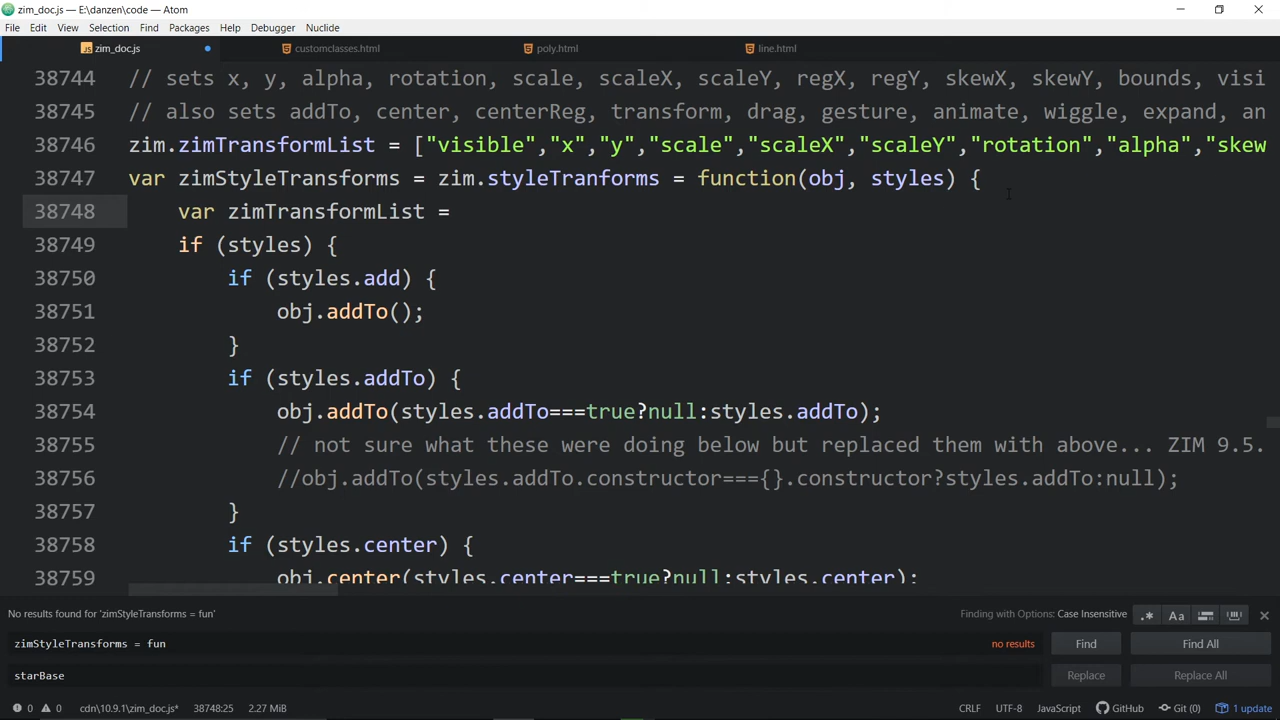 zim_doc.js — E:\danzen\code — Atom
File Edit View Selection Find Packages Help Debugger Nuclide
zim_doc.js customclasses.html poly.html line.html
38744 // sets x, y, alpha, rotation, scale, scaleX, scaleY, regX, regY, skewX, skewY, bounds, visi
38745 // also sets addTo, center, centerReg, transform, drag, gesture, animate, wiggle, expand, an
38746 zim.zimTransformList = ["visible","x","y","scale","scaleX","scaleY","rotation","alpha","skew
38747 var zimStyleTransforms = zim.styleTranforms = function(obj, styles) {
38748 var zimTransformList =
38749 if (styles) {
38750 if (styles.add) {
38751 obj.addTo();
38752 }
38753 if (styles.addTo) {
38754 obj.addTo(styles.addTo===true?null:styles.addTo);
38755 // not sure what these were doing below but replaced them with above... ZIM 9.5.
38756 //obj.addTo(styles.addTo.constructor==={}.constructor?styles.addTo:null);
38757 }
38758 if (styles.center) {
38759 obj.center(styles.center===true?null:styles.center);
No results found for 'zimStyleTransforms = fun' Finding with Options: Case Insensitive .* Aa
zimStyleTransforms = fun no results Find Find All
starBase Replace Replace All
0 0 cdn\10.9.1\zim_doc.js* 38748:25 2.27 MiB CRLF UTF-8 JavaScript GitHub Git (0) 1 update